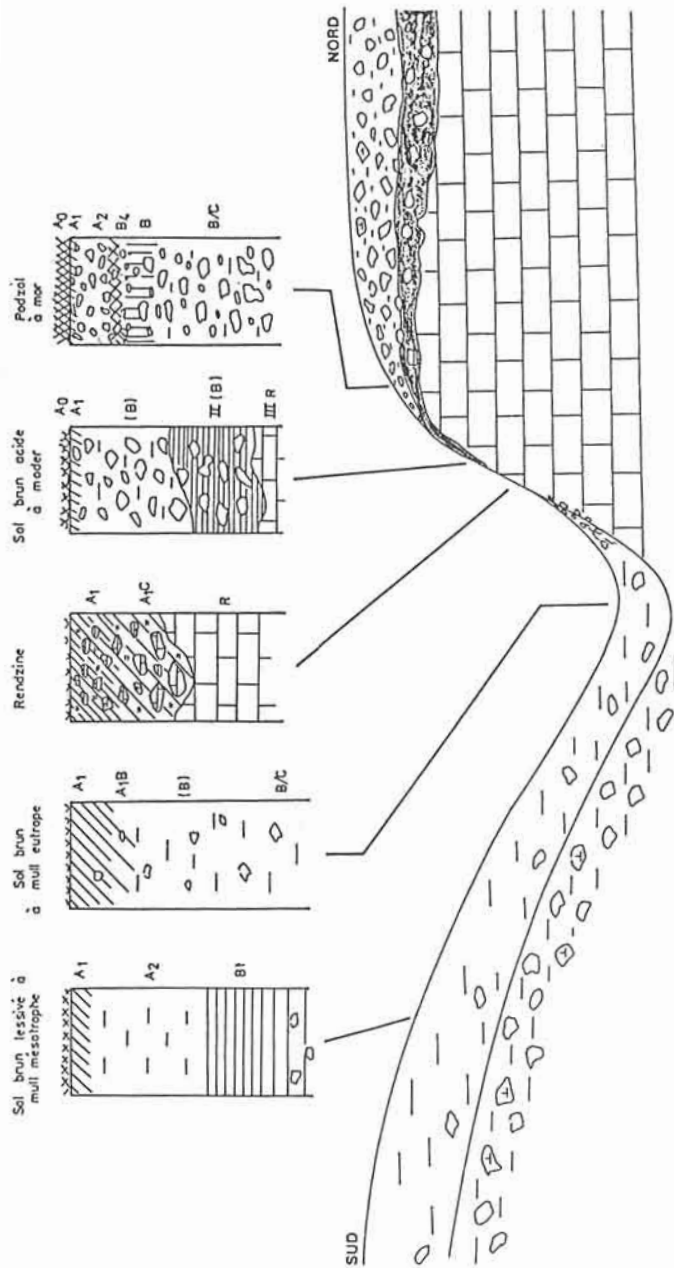 Sol brun lessivé à
mull mésotrophe
A1
A2
Bt
Sol brun
à mull eutrope
A1
A1B
(B)
B/C
Rendzine
A1
A1C
R
Sol brun acide
à moder
A0
A1
(B)
II (B)
III R
Podzol
à mor
A0
A1
A2
Bh
B
B/C
SUD
NORD